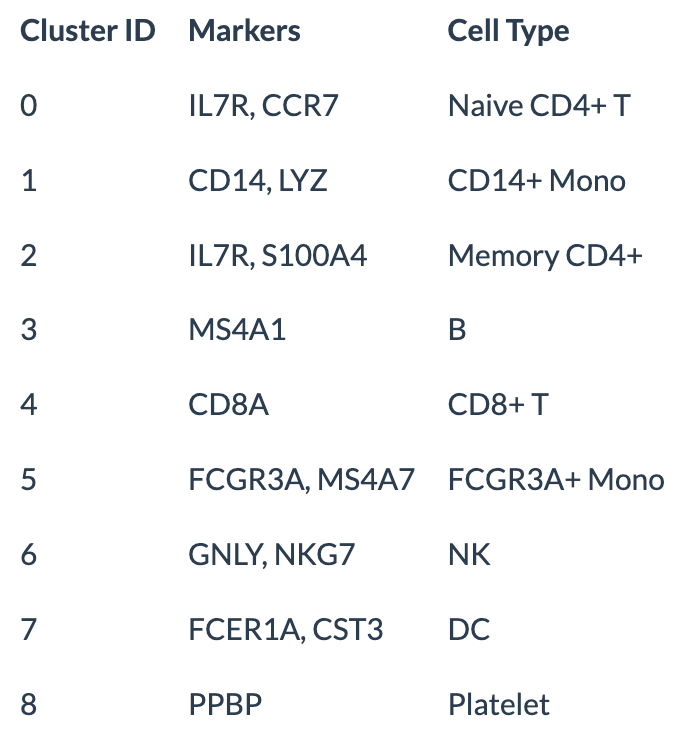 Cluster ID Markers Cell Type
0 IL7R, CCR7 Naive CD4+ T
1 CD14, LYZ CD14+ Mono
2 IL7R, S100A4 Memory CD4+
3 MS4A1 B
4 CD8A CD8+ T
5 FCGR3A, MS4A7 FCGR3A+ Mono
6 GNLY, NKG7 NK
7 FCER1A, CST3 DC
8 PPBP Platelet